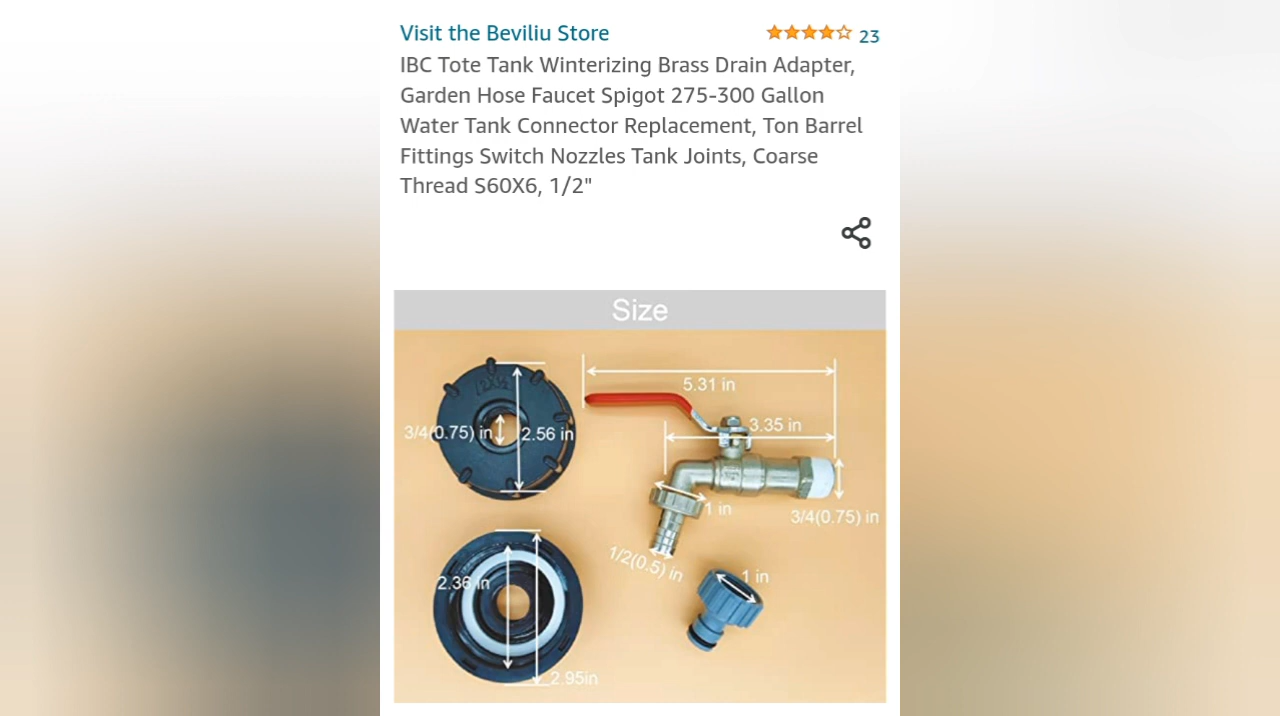 Visit the Beviliu Store
23
IBC Tote Tank Winterizing Brass Drain Adapter,
Garden Hose Faucet Spigot 275-300 Gallon
Water Tank Connector Replacement, Ton Barrel
Fittings Switch Nozzles Tank Joints, Coarse
Thread S60X6, 1/2"
Size
5.31 in
3.35 in
3/4(0.75) in
2.56 in
1 in
3/4(0.75) in
1/2(0.5) in
2.36 in
1 in
2.95in